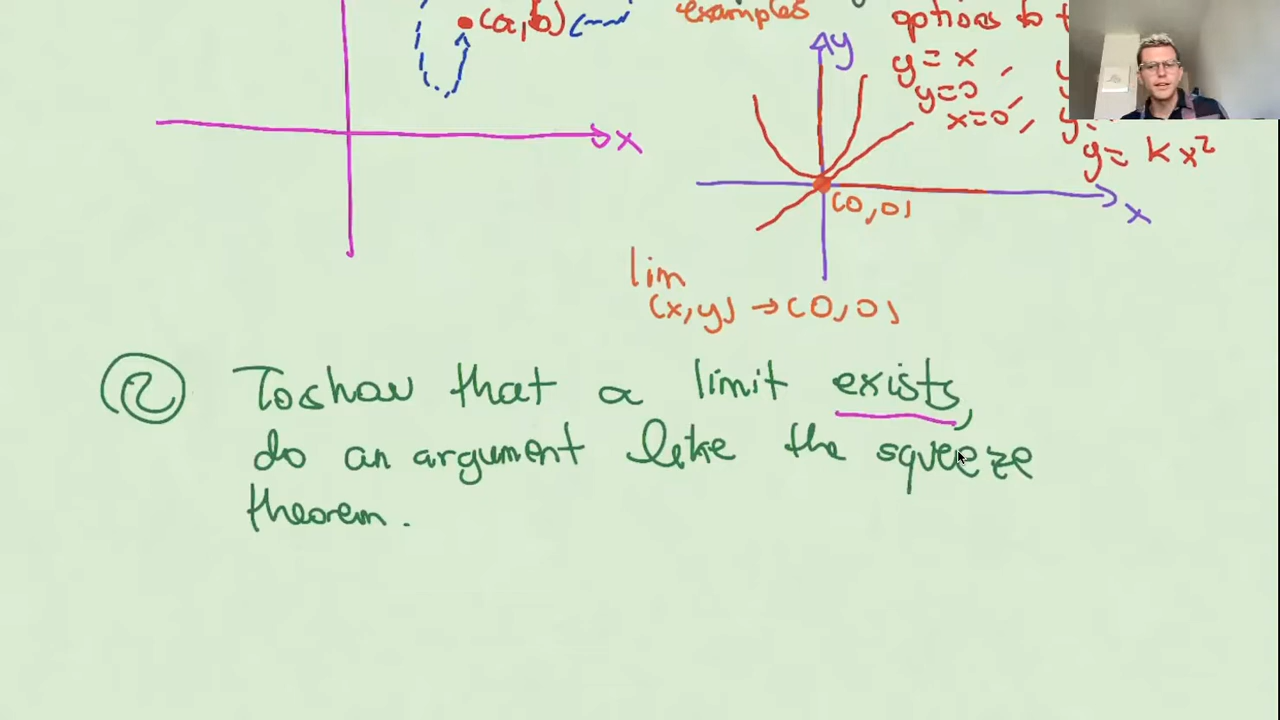 (a,b)
examples
options to t
y
y = x ,
y=0
x=0 ,
y = kx²
x
(0,0)
x
lim
(x,y) → (0,0)
② To show that a limit exists,
do an argument like the squeeze
theorem.